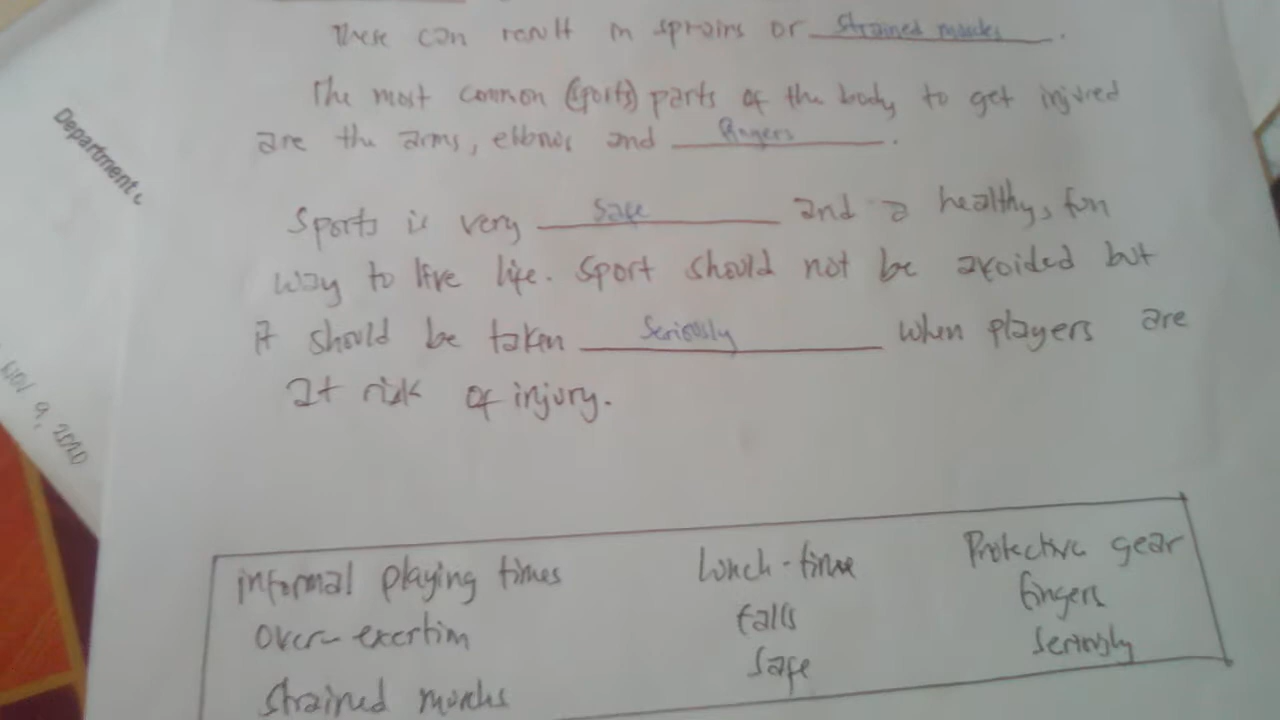 These can result in sprains or strained muscles.
The most common (sports) parts of the body to get injured
are the arms, elbows and fingers.
Sports is very safe and a healthy, fun
way to live life. Sport should not be avoided but
it should be taken Seriously when players are
at risk of injury.
informal playing times Lunch-time Protective gear
Over-exertion falls fingers
Strained muscles safe seriously
Department
9, 2020